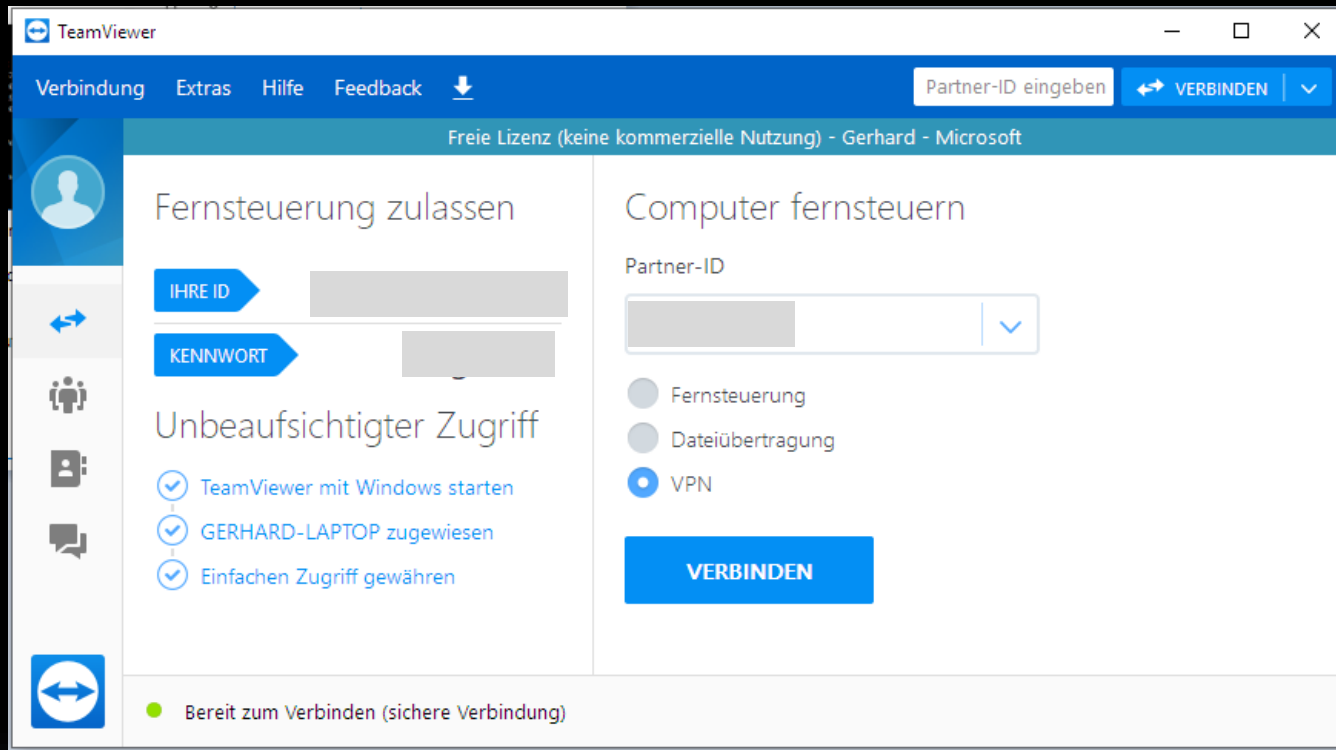 TeamViewer
Verbindung Extras Hilfe Feedback
Partner-ID eingeben VERBINDEN
Freie Lizenz (keine kommerzielle Nutzung) - Gerhard - Microsoft
Fernsteuerung zulassen
IHRE ID
KENNWORT
Unbeaufsichtigter Zugriff
TeamViewer mit Windows starten
GERHARD-LAPTOP zugewiesen
Einfachen Zugriff gewähren
Computer fernsteuern
Partner-ID
Fernsteuerung
Dateiübertragung
VPN
VERBINDEN
Bereit zum Verbinden (sichere Verbindung)